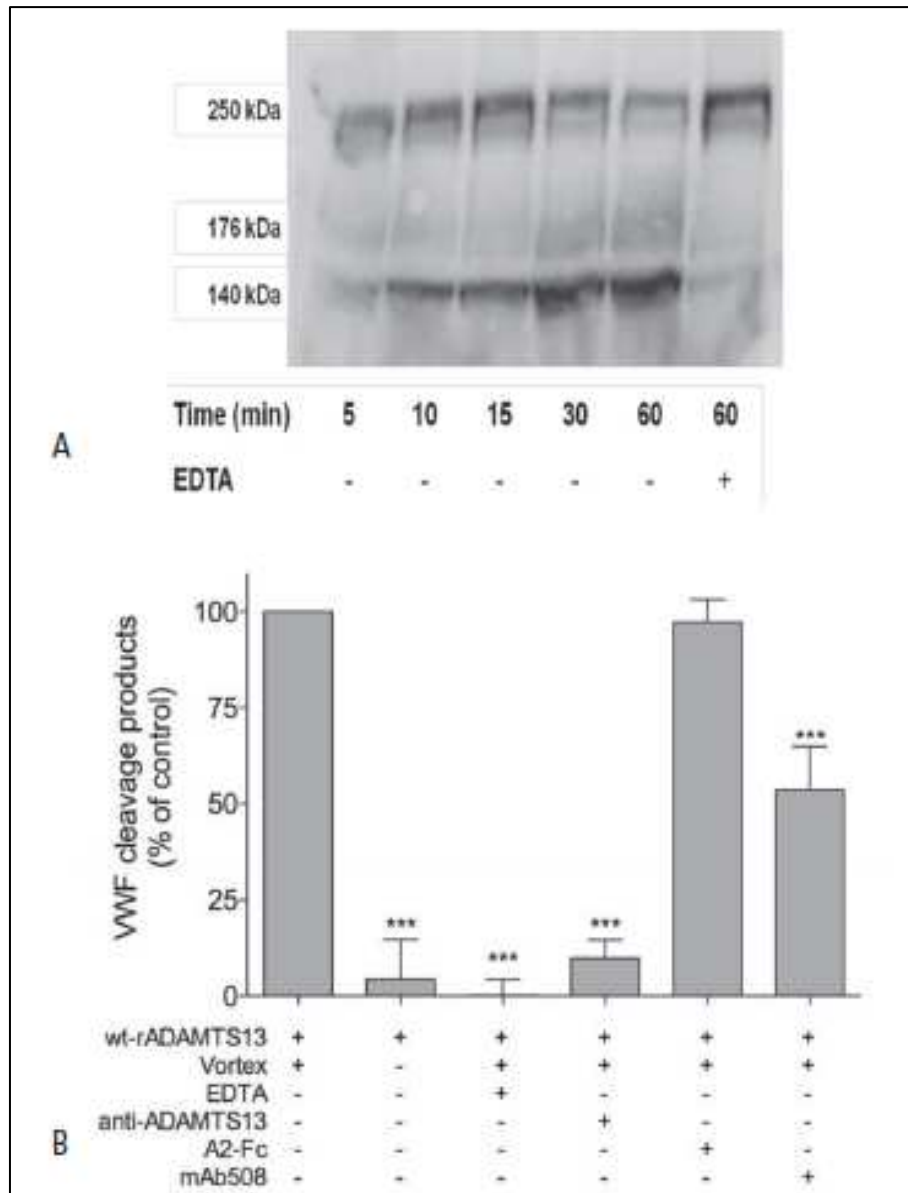 250 kDa
176 kDa
140 kDa
Time (min) 5 10 15 30 60 60
EDTA - - - - - +
A
VWF cleavage products
(% of control)
100
75
50
25
0
***
***
***
***
wt-rADAMTS13 + + + + + +
Vortex + - + + + +
EDTA - - + - - -
anti-ADAMTS13 - - - + - -
A2-Fc - - - - + -
mAb508 - - - - - +
B